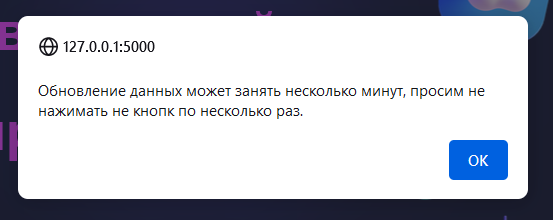 127.0.0.1:5000
Обновление данных может занять несколько минут, просим не
нажимать не кнопк по несколько раз.
OK